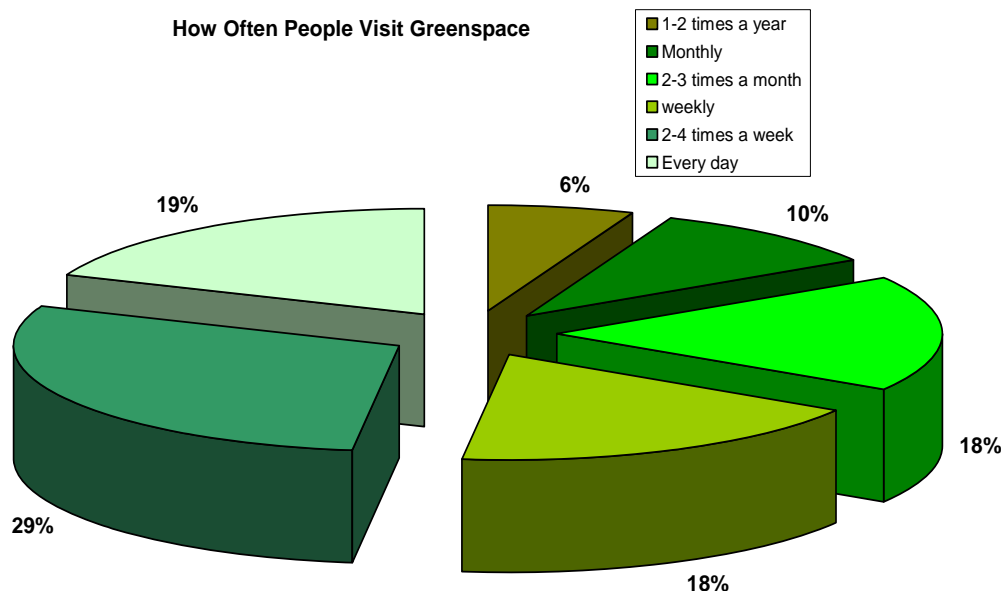 How Often People Visit Greenspace
1-2 times a year
Monthly
2-3 times a month
weekly
2-4 times a week
Every day
6%
10%
18%
18%
29%
19%